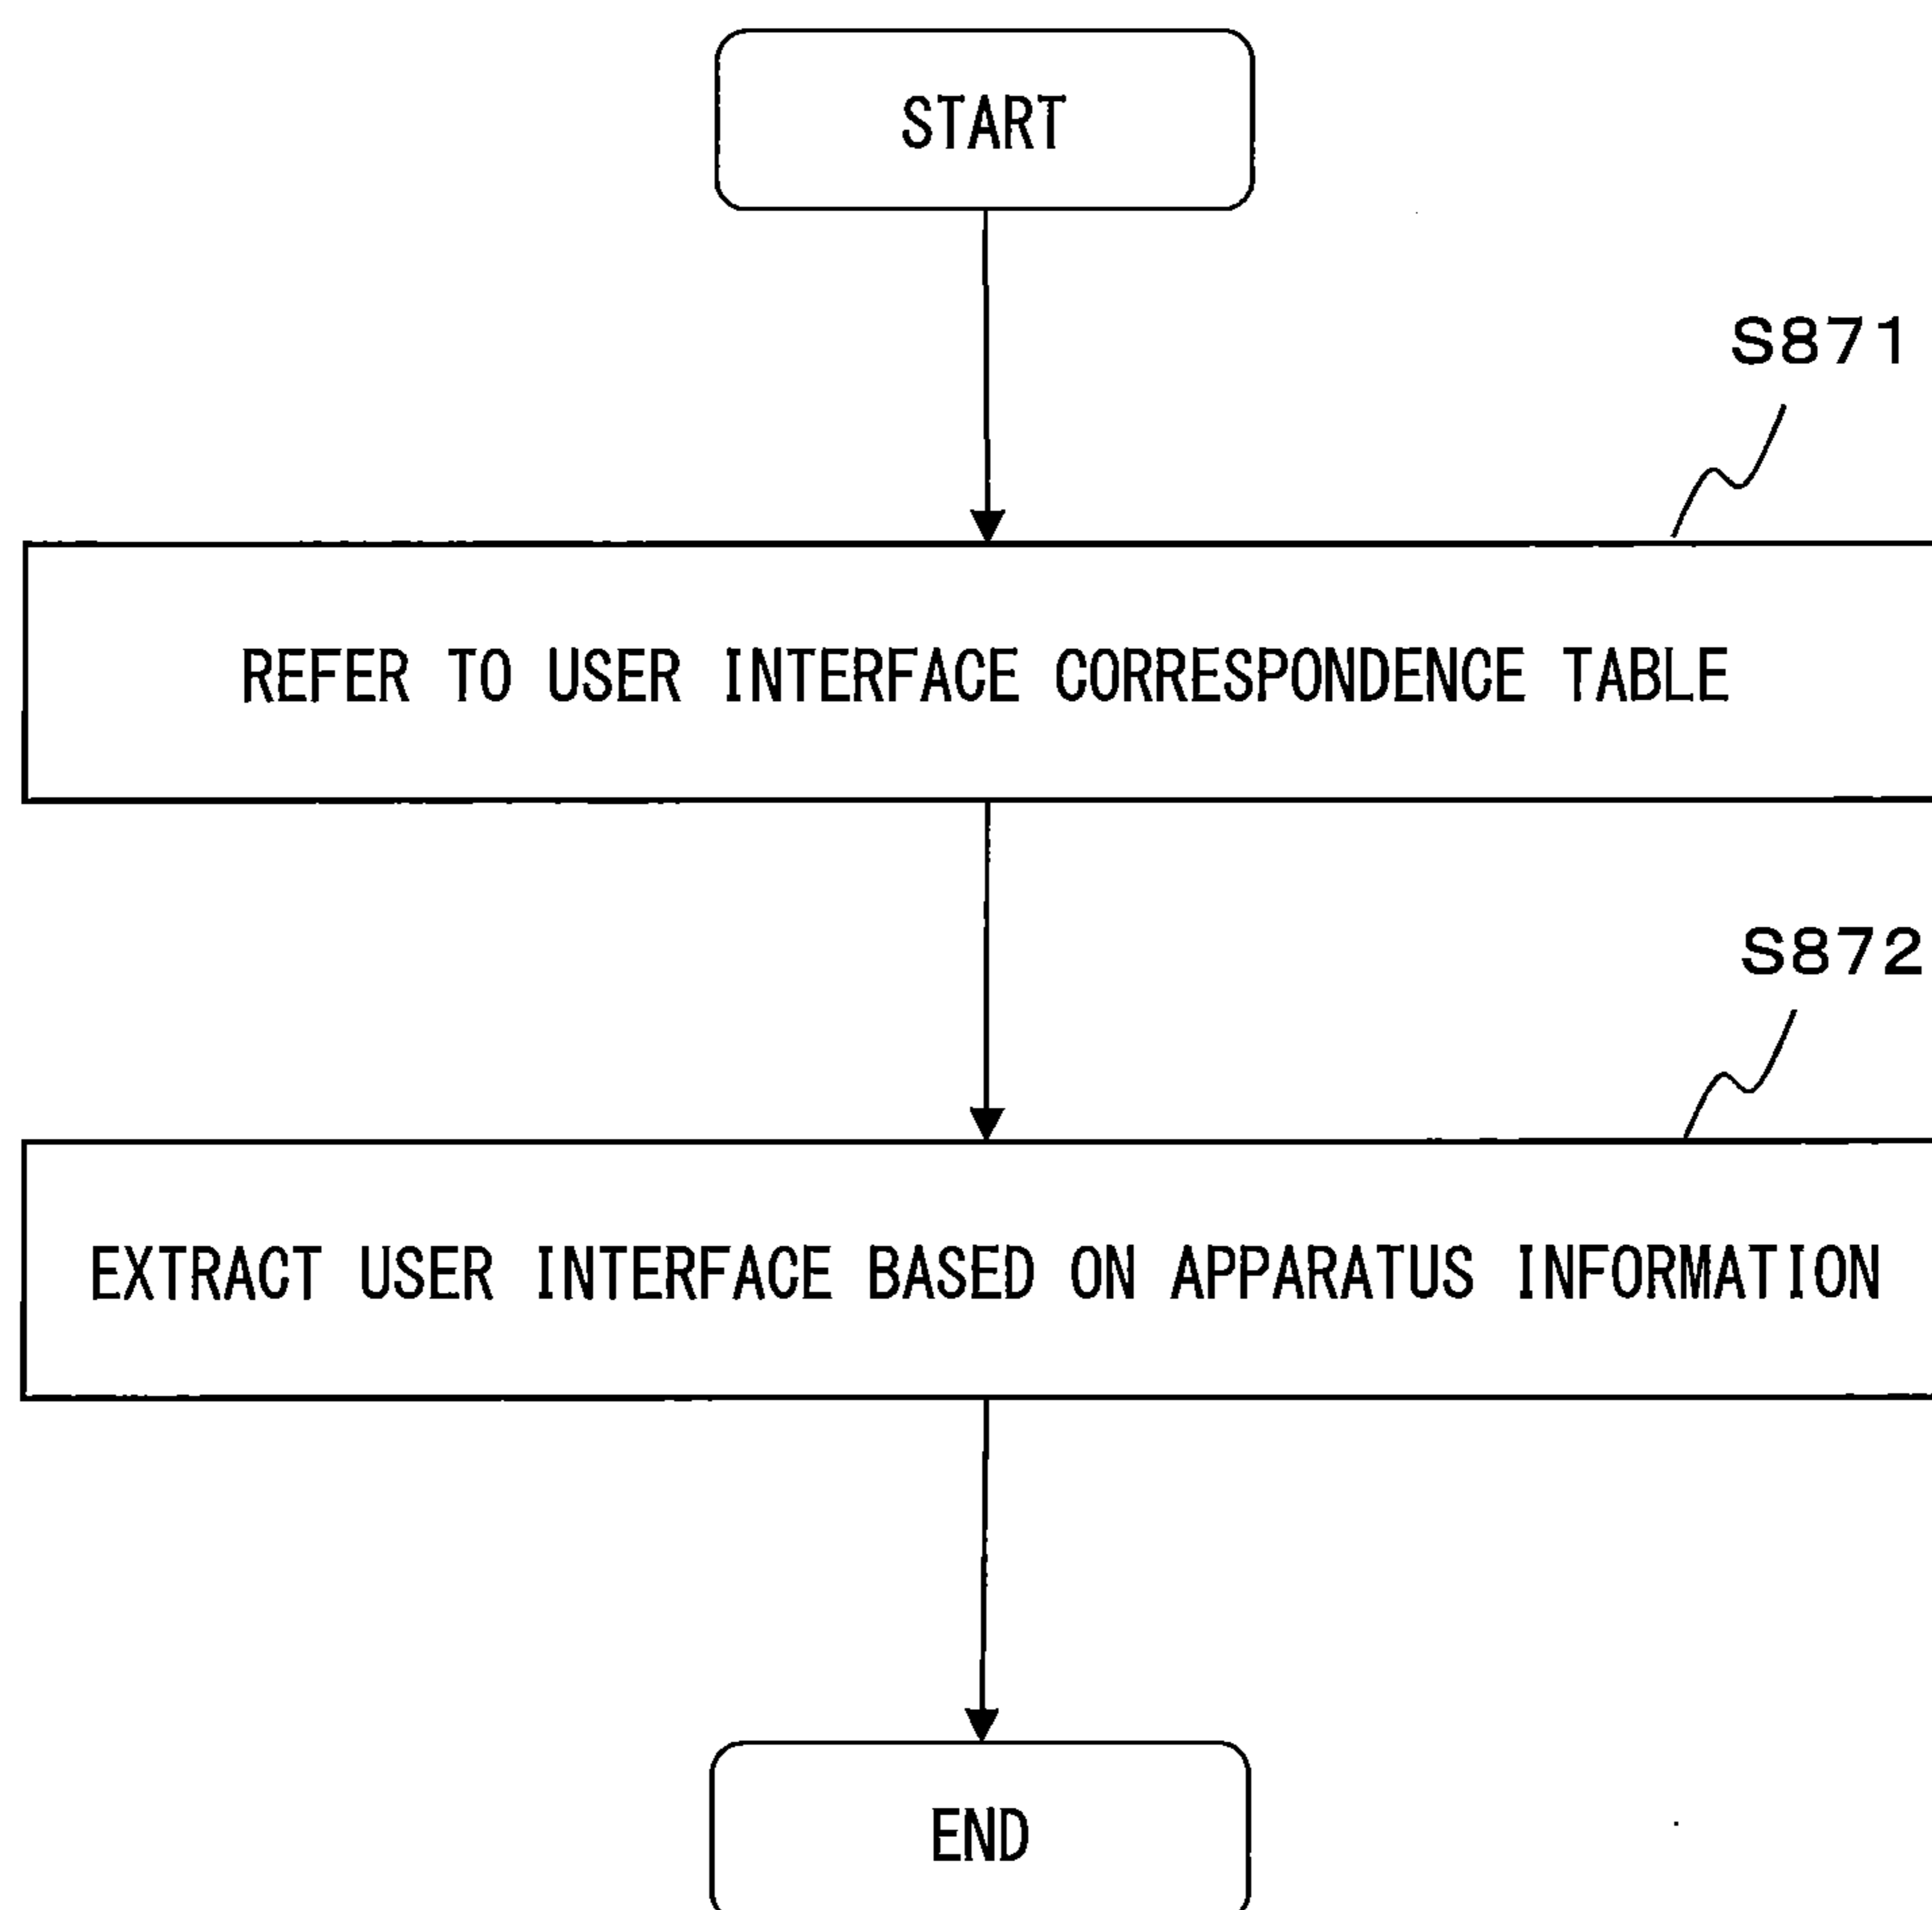 START
S871
REFER TO USER INTERFACE CORRESPONDENCE TABLE
S872
EXTRACT USER INTERFACE BASED ON APPARATUS INFORMATION
END